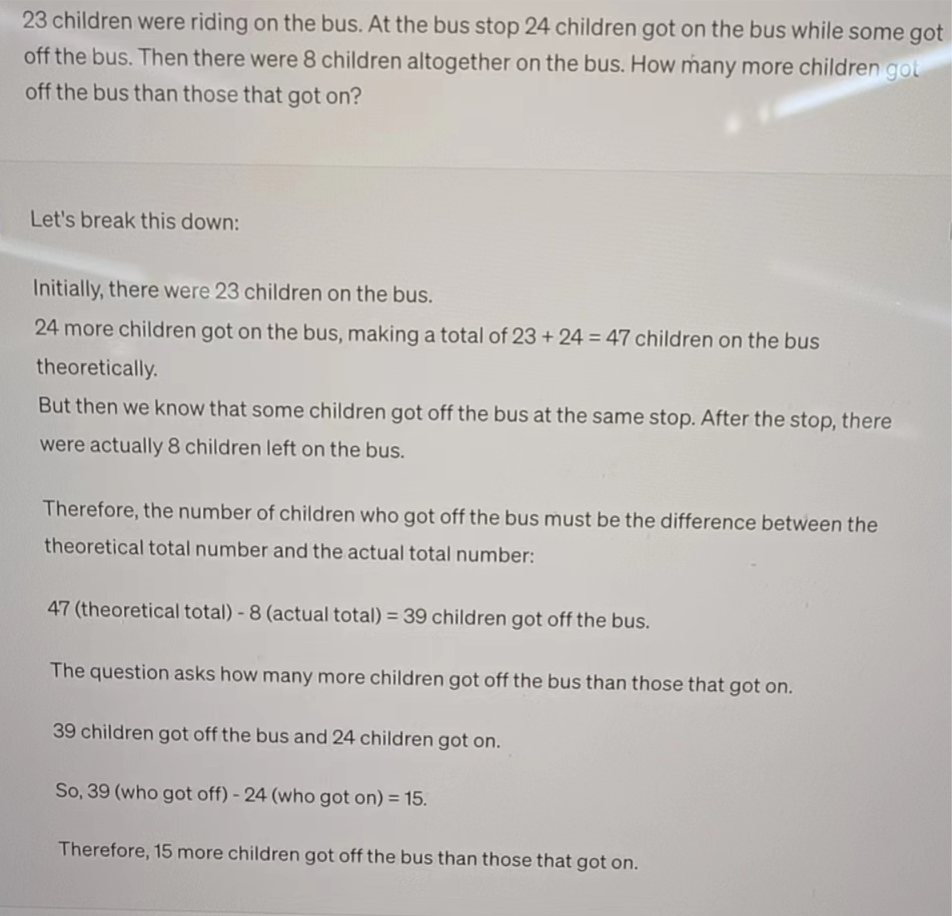 23 children were riding on the bus. At the bus stop 24 children got on the bus while some got
off the bus. Then there were 8 children altogether on the bus. How many more children got
off the bus than those that got on?
Let's break this down:
Initially, there were 23 children on the bus.
24 more children got on the bus, making a total of 23 + 24 = 47 children on the bus
theoretically.
But then we know that some children got off the bus at the same stop. After the stop, there
were actually 8 children left on the bus.
Therefore, the number of children who got off the bus must be the difference between the
theoretical total number and the actual total number:
47 (theoretical total) - 8 (actual total) = 39 children got off the bus.
The question asks how many more children got off the bus than those that got on.
39 children got off the bus and 24 children got on.
So, 39 (who got off) - 24 (who got on) = 15.
Therefore, 15 more children got off the bus than those that got on.